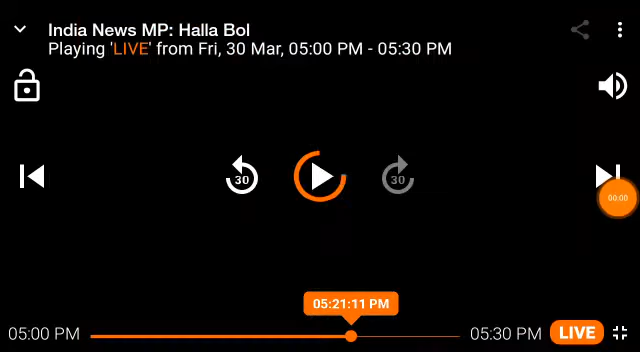 India News MP: Halla Bol
Playing 'LIVE' from Fri, 30 Mar, 05:00 PM - 05:30 PM
30
30
00:00
05:21:11 PM
05:00 PM
05:30 PM
LIVE